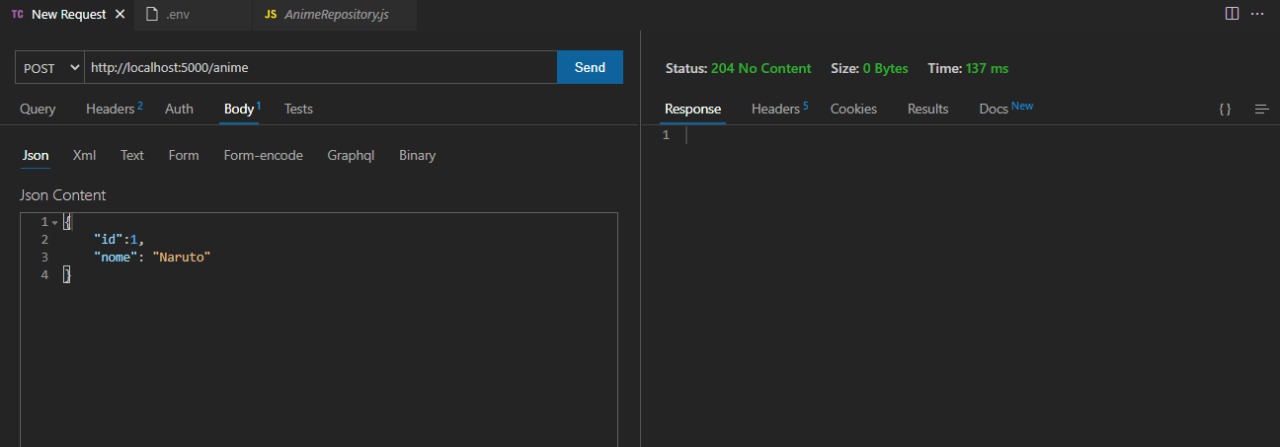 TC New Request × .env JS AnimeRepository.js ...
POST http://localhost:5000/anime Send
Query Headers 2 Auth Body 1 Tests
Json Xml Text Form Form-encode Graphql Binary
Json Content
1 {
2 "id":1,
3 "nome": "Naruto"
4 }
Status: 204 No Content Size: 0 Bytes Time: 137 ms
Response Headers 5 Cookies Results Docs New {}
1